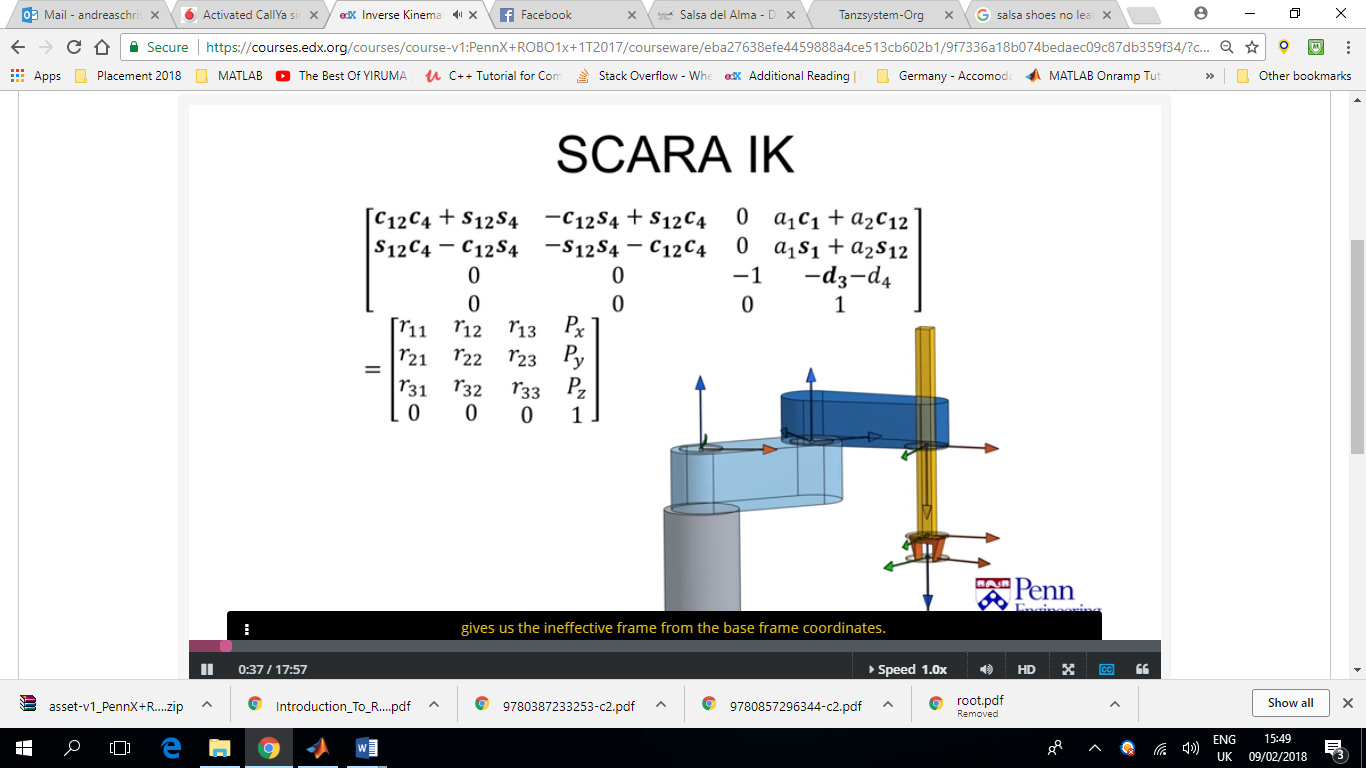 Mail - andreaschris
Activated CallYa si
Inverse Kinema
Facebook
Salsa del Alma - D
Tanzsystem-Org
salsa shoes no leat
Secure
https://courses.edx.org/courses/course-v1:PennX+ROBO1x+1T2017/courseware/eba27638efe4459888a4ce513cb602b1/9f7336a18b074bedaec09c87db359f34/?c...
Apps
Placement 2018
MATLAB
The Best Of YIRUMA
C++ Tutorial for Com
Stack Overflow - Whe
Additional Reading |
Germany - Accomoda
MATLAB Onramp Tut
»
Other bookmarks
SCARA IK
c12c4 + s12s4 −c12s4 + s12c4 0 a1c1 + a2c12
s12c4 − c12s4 −s12s4 − c12c4 0 a1s1 + a2s12
0 0 −1 −d3−d4
0 0 0 1
r11 r12 r13 Px
= r21 r22 r23 Py
r31 r32 r33 Pz
0 0 0 1
Penn
Engineering
gives us the ineffective frame from the base frame coordinates.
0:37 / 17:57
Speed 1.0x
HD
CC
asset-v1_PennX+R....zip
Introduction_To_R....pdf
9780387233253-c2.pdf
9780857296344-c2.pdf
root.pdf
Removed
Show all
ENG
UK
15:49
09/02/2018
3